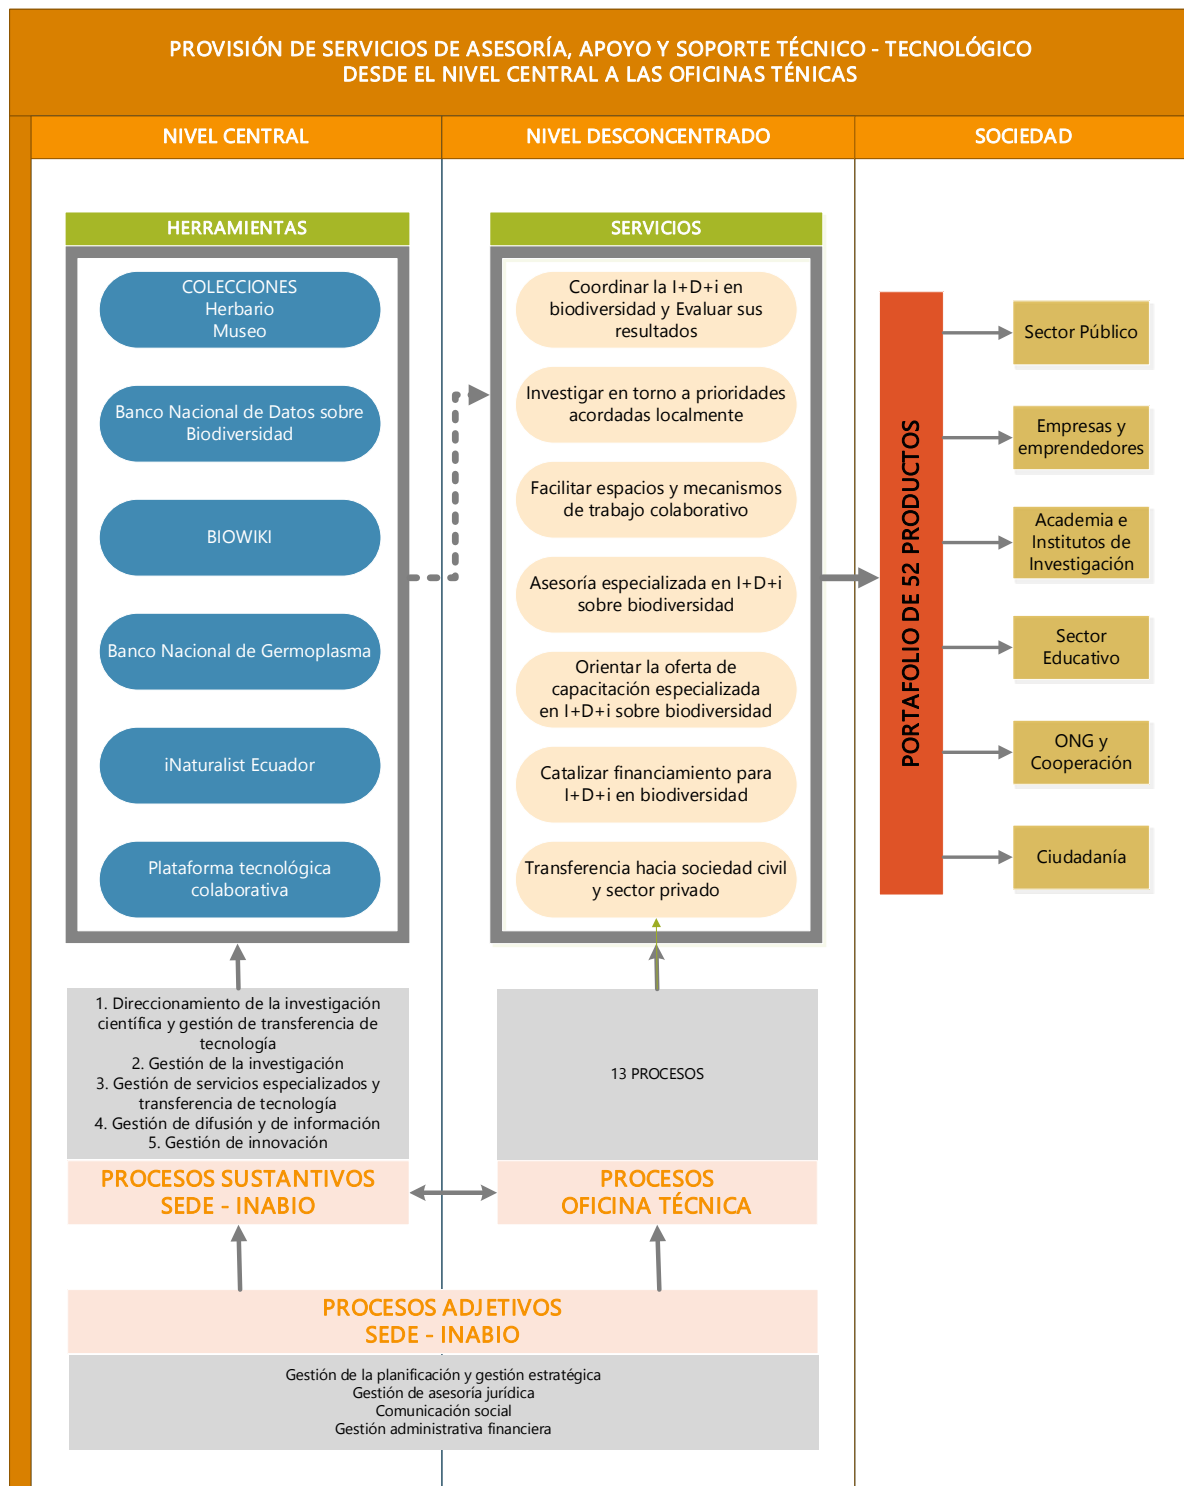 PROVISIÓN DE SERVICIOS DE ASESORÍA, APOYO Y SOPORTE TÉCNICO - TECNOLÓGICO
DESDE EL NIVEL CENTRAL A LAS OFICINAS TÉNICAS
NIVEL CENTRAL
NIVEL DESCONCENTRADO
SOCIEDAD
HERRAMIENTAS
COLECCIONES
Herbario
Museo
Banco Nacional de Datos sobre
Biodiversidad
BIOWIKI
Banco Nacional de Germoplasma
iNaturalist Ecuador
Plataforma tecnológica
colaborativa
SERVICIOS
Coordinar la I+D+i en
biodiversidad y Evaluar sus
resultados
Investigar en torno a prioridades
acordadas localmente
Facilitar espacios y mecanismos
de trabajo colaborativo
Asesoría especializada en I+D+i
sobre biodiversidad
Orientar la oferta de
capacitación especializada
en I+D+i sobre biodiversidad
Catalizar financiamiento para
I+D+i en biodiversidad
Transferencia hacia sociedad civil
y sector privado
PORTAFOLIO DE 52 PRODUCTOS
Sector Público
Empresas y
emprendedores
Academia e
Institutos de
Investigación
Sector
Educativo
ONG y
Cooperación
Ciudadanía
1. Direccionamiento de la investigación
científica y gestión de transferencia de
tecnología
2. Gestión de la investigación
3. Gestión de servicios especializados y
transferencia de tecnología
4. Gestión de difusión y de información
5. Gestión de innovación
PROCESOS SUSTANTIVOS
SEDE - INABIO
13 PROCESOS
PROCESOS
OFICINA TÉCNICA
PROCESOS ADJETIVOS
SEDE - INABIO
Gestión de la planificación y gestión estratégica
Gestión de asesoría jurídica
Comunicación social
Gestión administrativa financiera